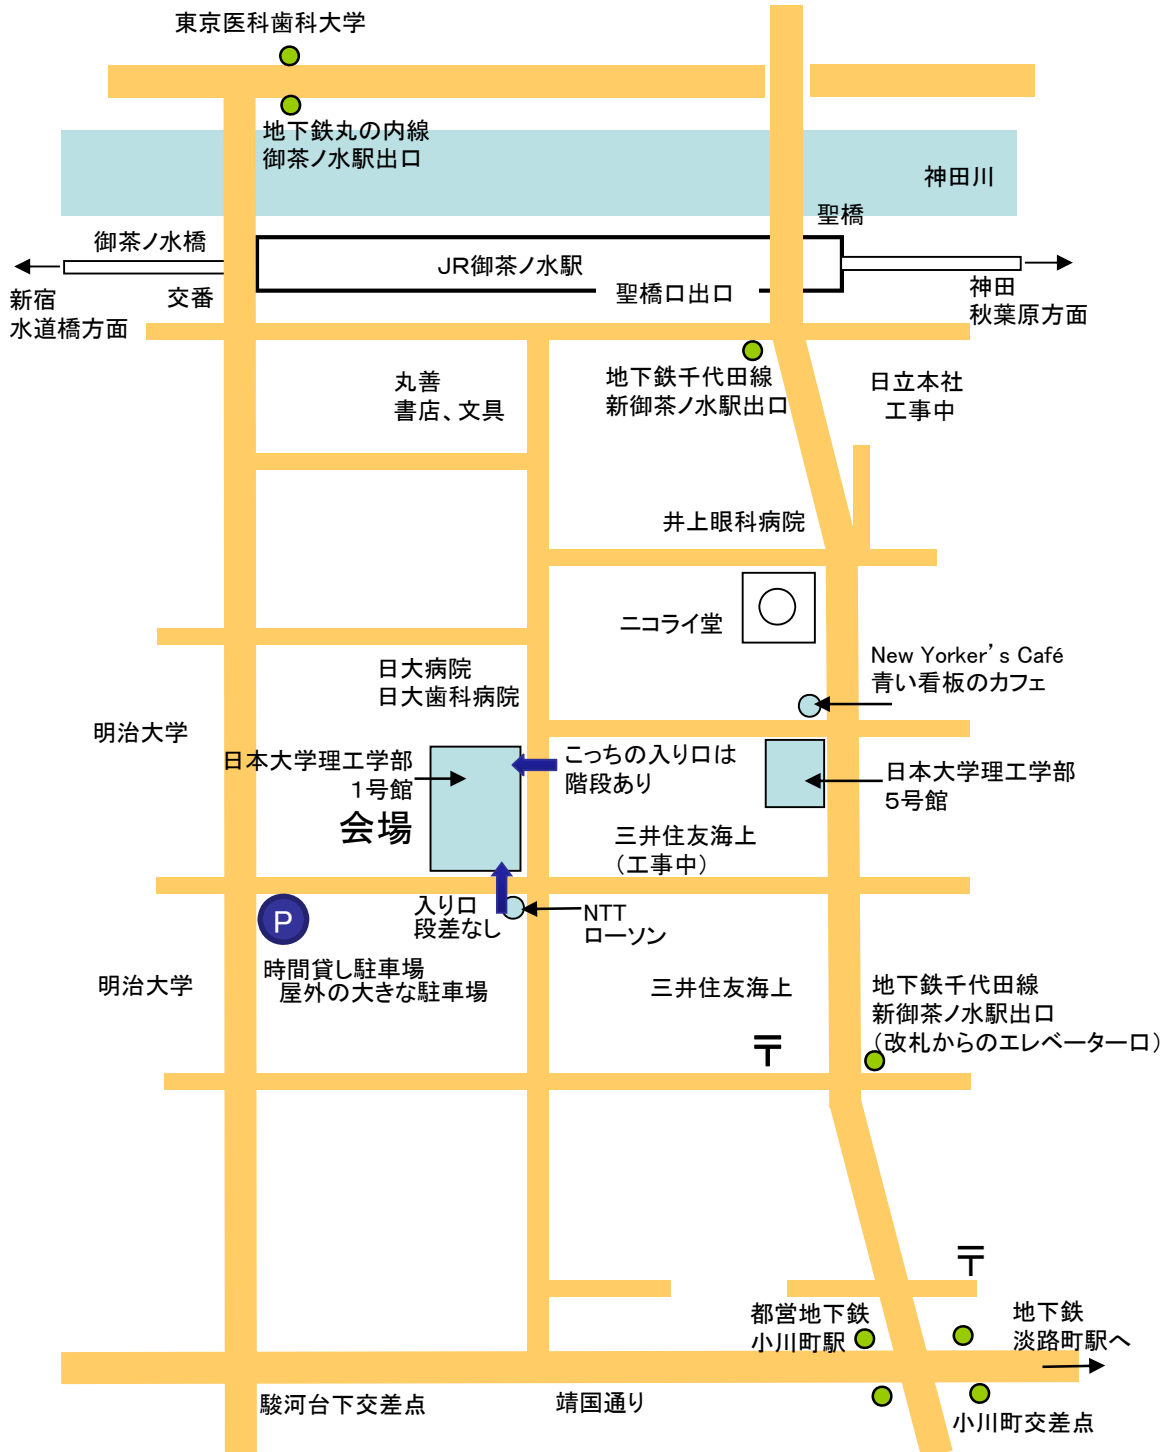 東京医科歯科大学
地下鉄丸の内線
御茶ノ水駅出口
神田川
聖橋
御茶ノ水橋
JR御茶ノ水駅
聖橋口出口
新宿
水道橋方面
交番
神田
秋葉原方面
丸善
書店、文具
地下鉄千代田線
新御茶ノ水駅出口
日立本社
工事中
井上眼科病院
ニコライ堂
New Yorker's Café
青い看板のカフェ
日大病院
日大歯科病院
明治大学
日本大学理工学部
1号館
会場
こっちの入り口は
階段あり
日本大学理工学部
5号館
三井住友海上
(工事中)
入り口
段差なし
NTT
ローソン
P
時間貸し駐車場
屋外の大きな駐車場
明治大学
三井住友海上
地下鉄千代田線
新御茶ノ水駅出口
(改札からのエレベーター口)
〒
〒
都営地下鉄
小川町駅
地下鉄
淡路町駅へ
駿河台下交差点
靖国通り
小川町交差点